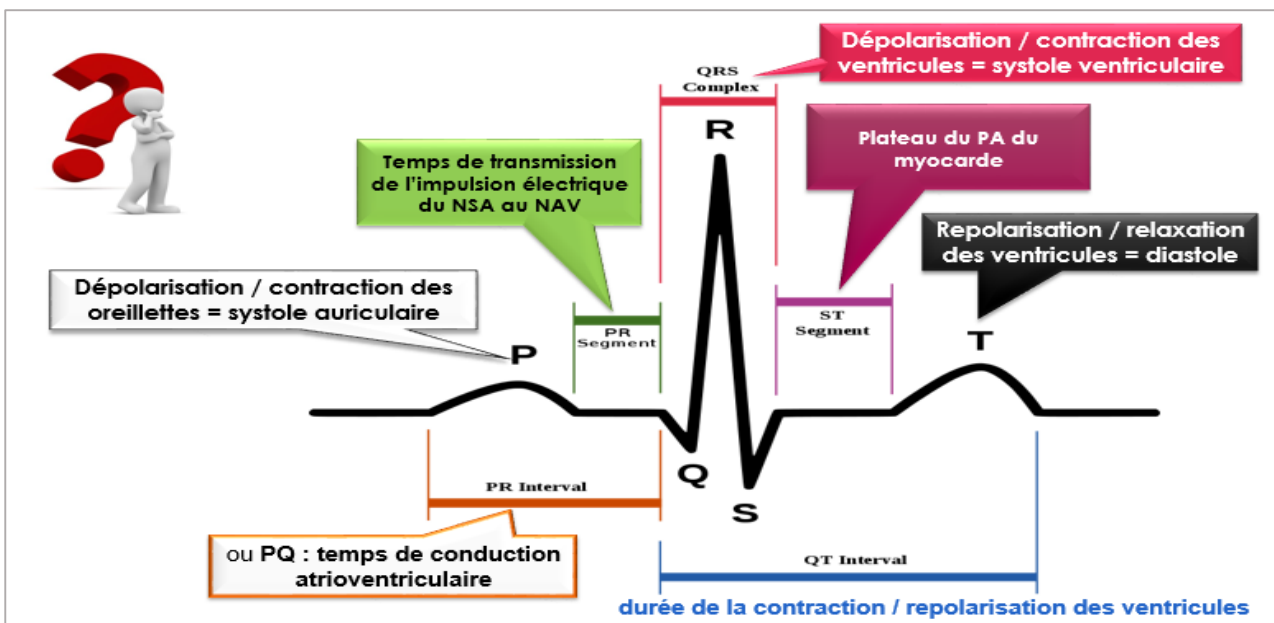 Dépolarisation / contraction des
ventricules = systole ventriculaire
QRS
Complex
R
Plateau du PA du
myocarde
Temps de transmission
de l'impulsion électrique
du NSA au NAV
Repolarisation / relaxation
des ventricules = diastole
Dépolarisation / contraction des
oreillettes = systole auriculaire
PR
Segment
ST
Segment
P
T
Q
S
PR Interval
ou PQ : temps de conduction
atrioventriculaire
QT Interval
durée de la contraction / repolarisation des ventricules